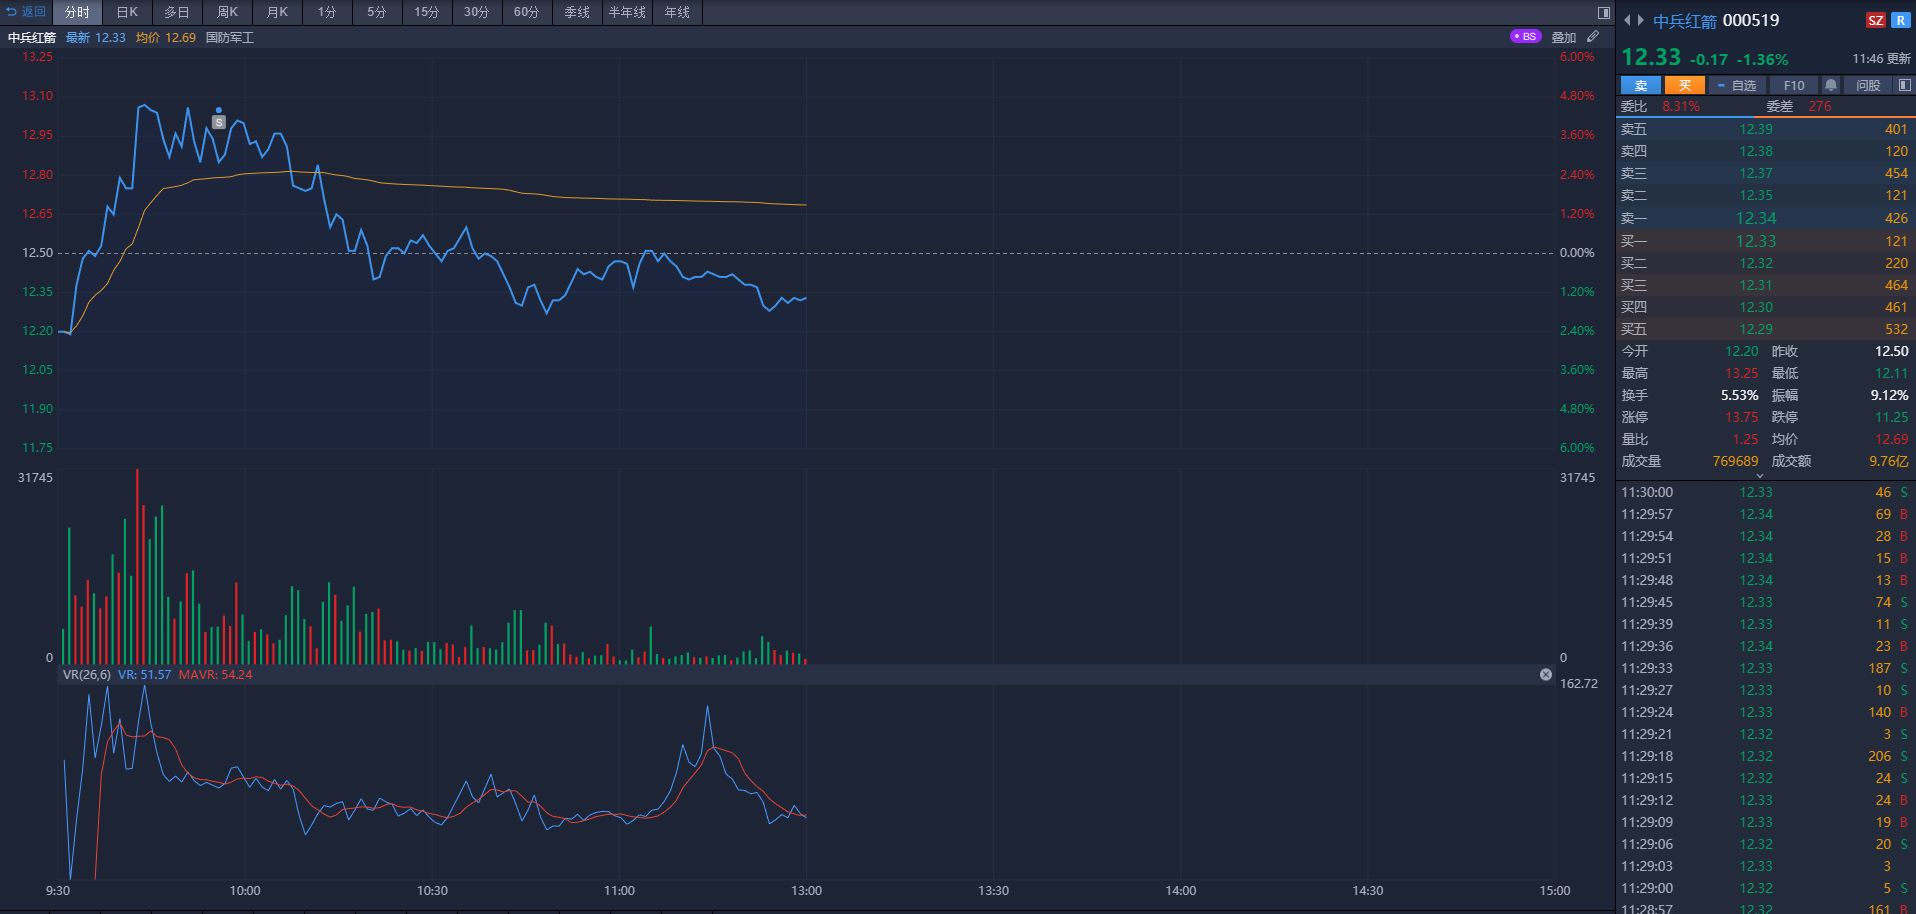 返回 分时 日K 多日 周K 月K 1分 5分 15分 30分 60分 季线 半年线 年线
中兵红箭 最新 12.33 均价 12.69 国防军工 BS 叠加
13.25 6.00%
13.10 4.80%
12.95 3.60%
12.80 2.40%
12.65 1.20%
12.50 0.00%
12.35 1.20%
12.20 2.40%
12.05 3.60%
11.90 4.80%
11.75 6.00%
S
31745 31745
0 0
VR(26,6) VR: 51.57 MAVR: 54.24
162.72
9:30 10:00 10:30 11:00 13:00 13:30 14:00 14:30 15:00
中兵红箭 000519 SZ R
12.33 -0.17 -1.36% 11:46 更新
卖 买 自选 F10 问股
委比 8.31% 委差 276
卖五 12.39 401
卖四 12.38 120
卖三 12.37 454
卖二 12.35 121
卖一 12.34 426
买一 12.33 121
买二 12.32 220
买三 12.31 464
买四 12.30 461
买五 12.29 532
今开 12.20 昨收 12.50
最高 13.25 最低 12.11
换手 5.53% 振幅 9.12%
涨停 13.75 跌停 11.25
量比 1.25 均价 12.69
成交量 769689 成交额 9.76亿
11:30:00 12.33 46 S
11:29:57 12.34 69 B
11:29:54 12.34 28 B
11:29:51 12.34 15 B
11:29:48 12.34 13 B
11:29:45 12.33 74 S
11:29:39 12.33 11 S
11:29:36 12.34 23 B
11:29:33 12.33 187 S
11:29:27 12.33 10 S
11:29:24 12.33 140 B
11:29:21 12.32 3 S
11:29:18 12.32 206 S
11:29:15 12.32 24 S
11:29:12 12.33 24 B
11:29:09 12.33 19 B
11:29:06 12.32 20 S
11:29:03 12.33 3
11:29:00 12.32 5 S
11:28:57 12.32 161 B